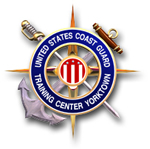 UNITED STATES COAST GUARD
TRAINING CENTER YORKTOWN